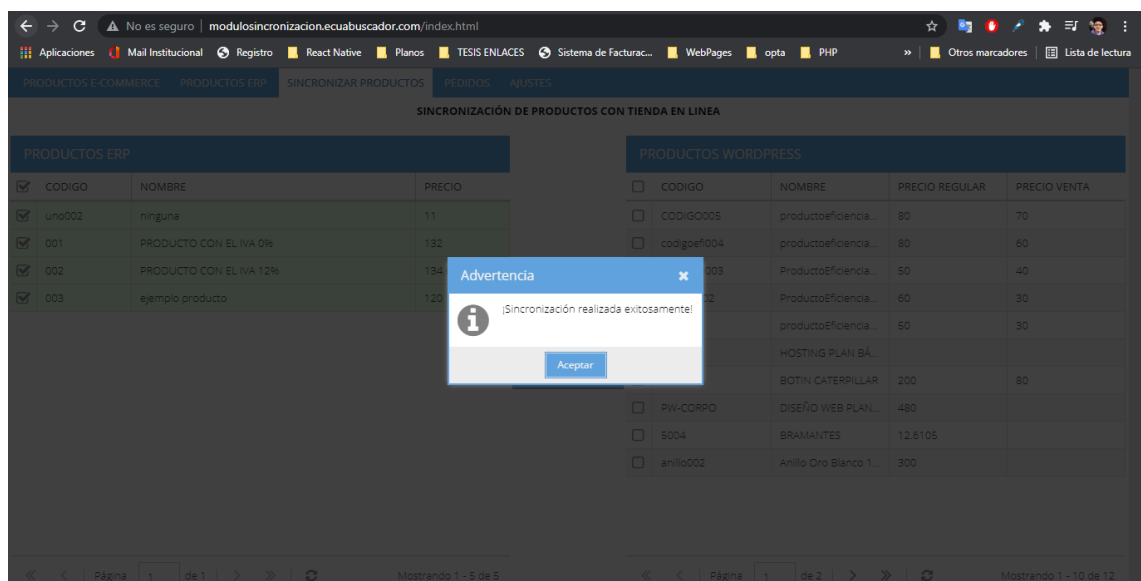 No es seguro | modulosincronizacion.ecuabuscador.com/index.html
Aplicaciones Mail Institucional Registro React Native Planos TESIS ENLACES Sistema de Facturac... WebPages opta PHP » Otros marcadores Lista de lectura
PRODUCTOS E-COMMERCE PRODUCTOS ERP SINCRONIZAR PRODUCTOS PEDIDOS AJUSTES
SINCRONIZACIÓN DE PRODUCTOS CON TIENDA EN LINEA
PRODUCTOS ERP
CODIGO NOMBRE PRECIO
uno002 ninguna 11
001 PRODUCTO CON EL IVA 0% 132
002 PRODUCTO CON EL IVA 12% 134
003 ejemplo producto 120
Página 1 de 1 Mostrando 1 - 5 de 5
PRODUCTOS WORDPRESS
CODIGO NOMBRE PRECIO REGULAR PRECIO VENTA
CODIGO005 productoeficiencia... 80 70
codigoefi004 productoeficiencia... 80 60
003 ProductoEficiencia... 50 40
02 ProductoEficiencia... 60 30
productoEficiencia... 50 30
HOSTING PLAN BÁ...
BOTIN CATERPILLAR 200 80
PW-CORPO DISEÑO WEB PLAN... 480
5004 BRAMANTES 12.6105
anillo002 Anillo Oro Blanco 1... 300
Página 1 de 2 Mostrando 1 - 10 de 12
Advertencia
¡Sincronización realizada exitosamente!
Aceptar